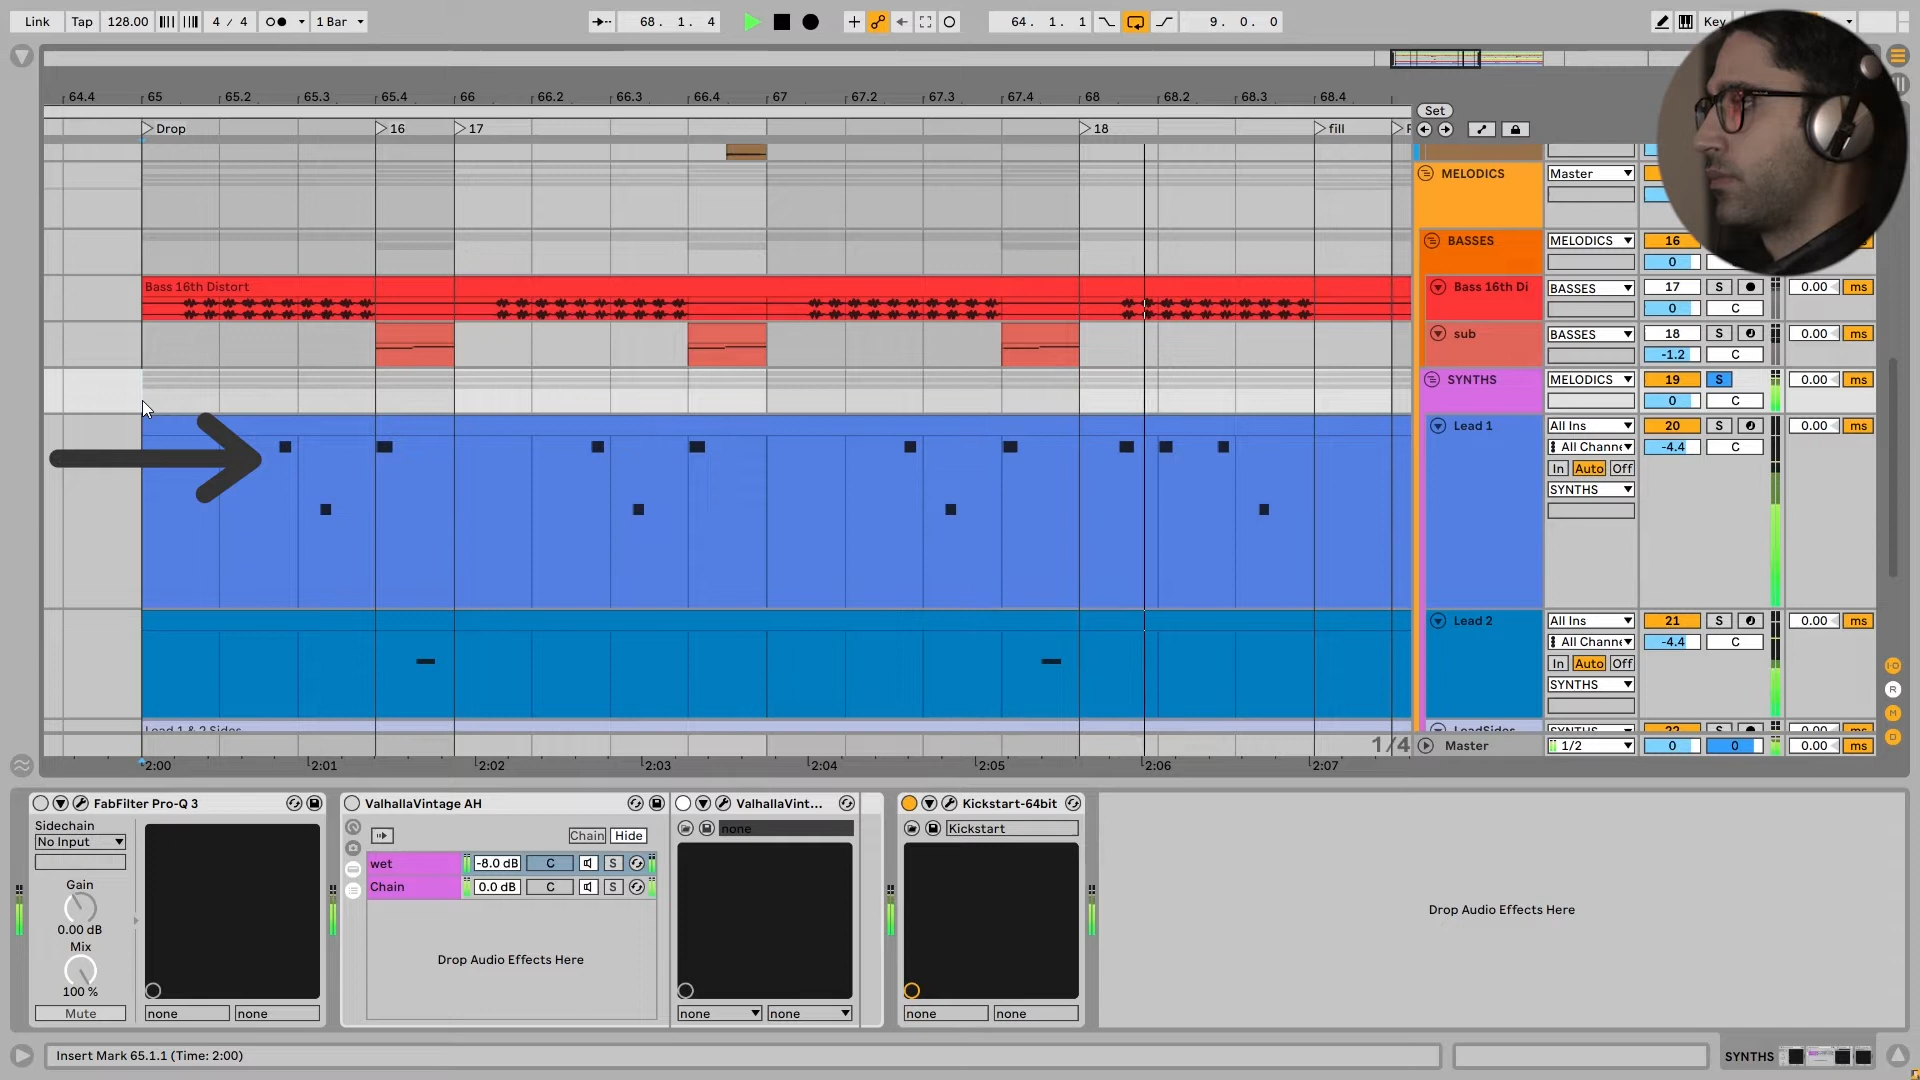 Link Tap 128.00 4 / 4 1 Bar 68. 1. 4 64. 1. 1 9. 0. 0 Key
64.4 65 65.2 65.3 65.4 66 66.2 66.3 66.4 67 67.2 67.3 67.4 68 68.2 68.3 68.4
Set
Drop 16 17 18 fill
MELODICS Master
BASSES MELODICS 16
0
Bass 16th Distort
Bass 16th Di BASSES 17 S 0.00 ms
0 C
sub BASSES 18 S 0.00 ms
-1.2 C
SYNTHS MELODICS 19 S 0.00 ms
0 C
Lead 1 All Ins 20 S 0.00 ms
All Channe -4.4 C
In Auto Off
SYNTHS
Lead 2 All Ins 21 S 0.00 ms
All Channe -4.4 C
In Auto Off
SYNTHS
Lead 1 & 2 Sides
LeadSides SYNTHS 22 S 0.00 ms
1/4 Master 1/2 0 0 0.00 ms
2:00 2:01 2:02 2:03 2:04 2:05 2:06 2:07
FabFilter Pro-Q 3
Sidechain
No Input
Gain
0.00 dB
Mix
100 %
Mute none none
ValhallaVintage AH
Chain Hide
wet -8.0 dB C S
Chain 0.0 dB C S
Drop Audio Effects Here
ValhallaVint...
none
none none
Kickstart-64bit
Kickstart
none none
Drop Audio Effects Here
Insert Mark 65.1.1 (Time: 2:00)
SYNTHS